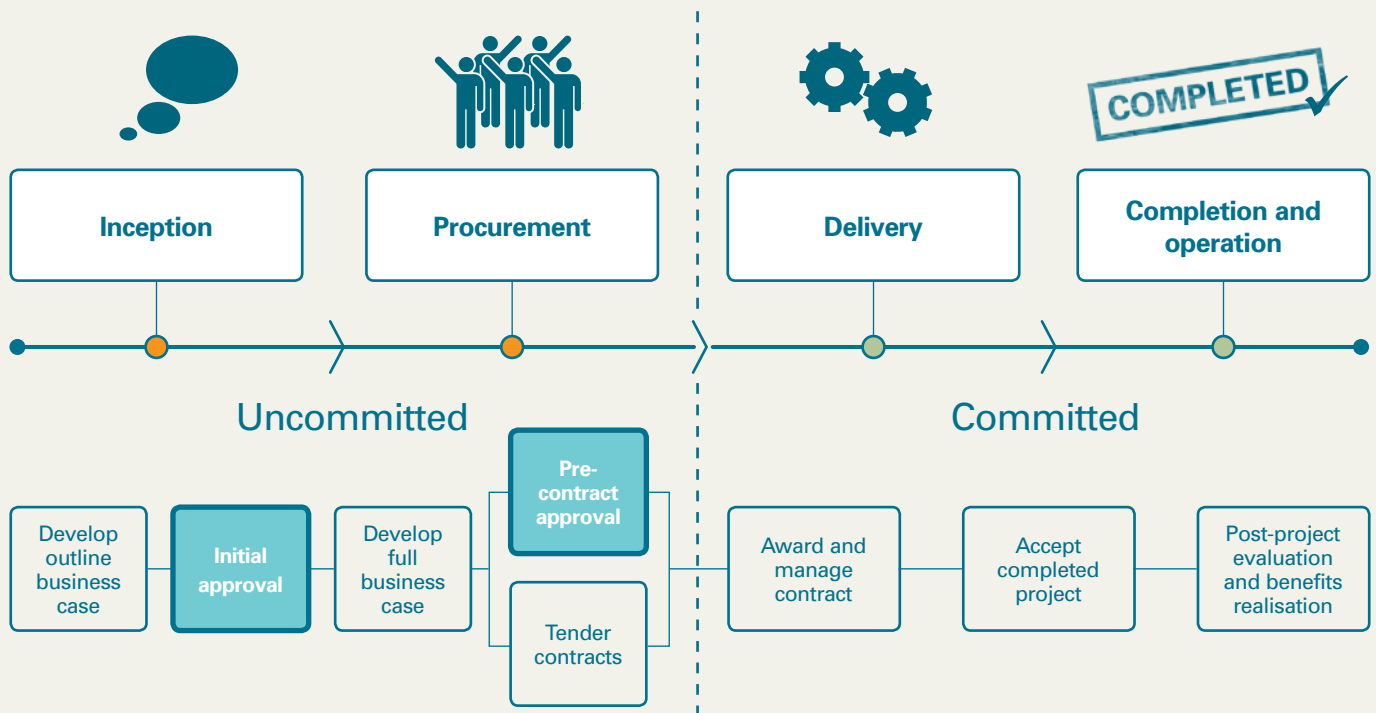 COMPLETED
Inception
Procurement
Delivery
Completion and
operation
Uncommitted
Committed
Develop
outline
business
case
Initial
approval
Develop
full
business
case
Pre-
contract
approval
Tender
contracts
Award and
manage
contract
Accept
completed
project
Post-project
evaluation
and benefits
realisation